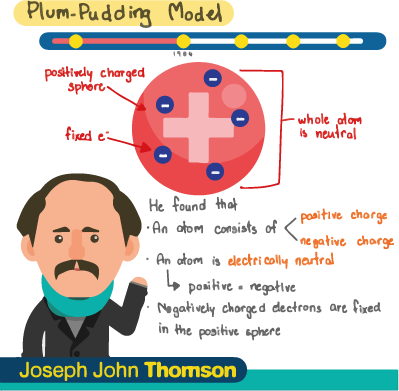 Plum-Pudding Model
1904
positively charged
sphere
fixed e⁻
whole atom
is neutral
He found that
· An atom consists of
positive charge
negative charge
· An atom is electrically neutral
positive = negative
· Negatively charged electrons are fixed
in the positive sphere
Joseph John Thomson